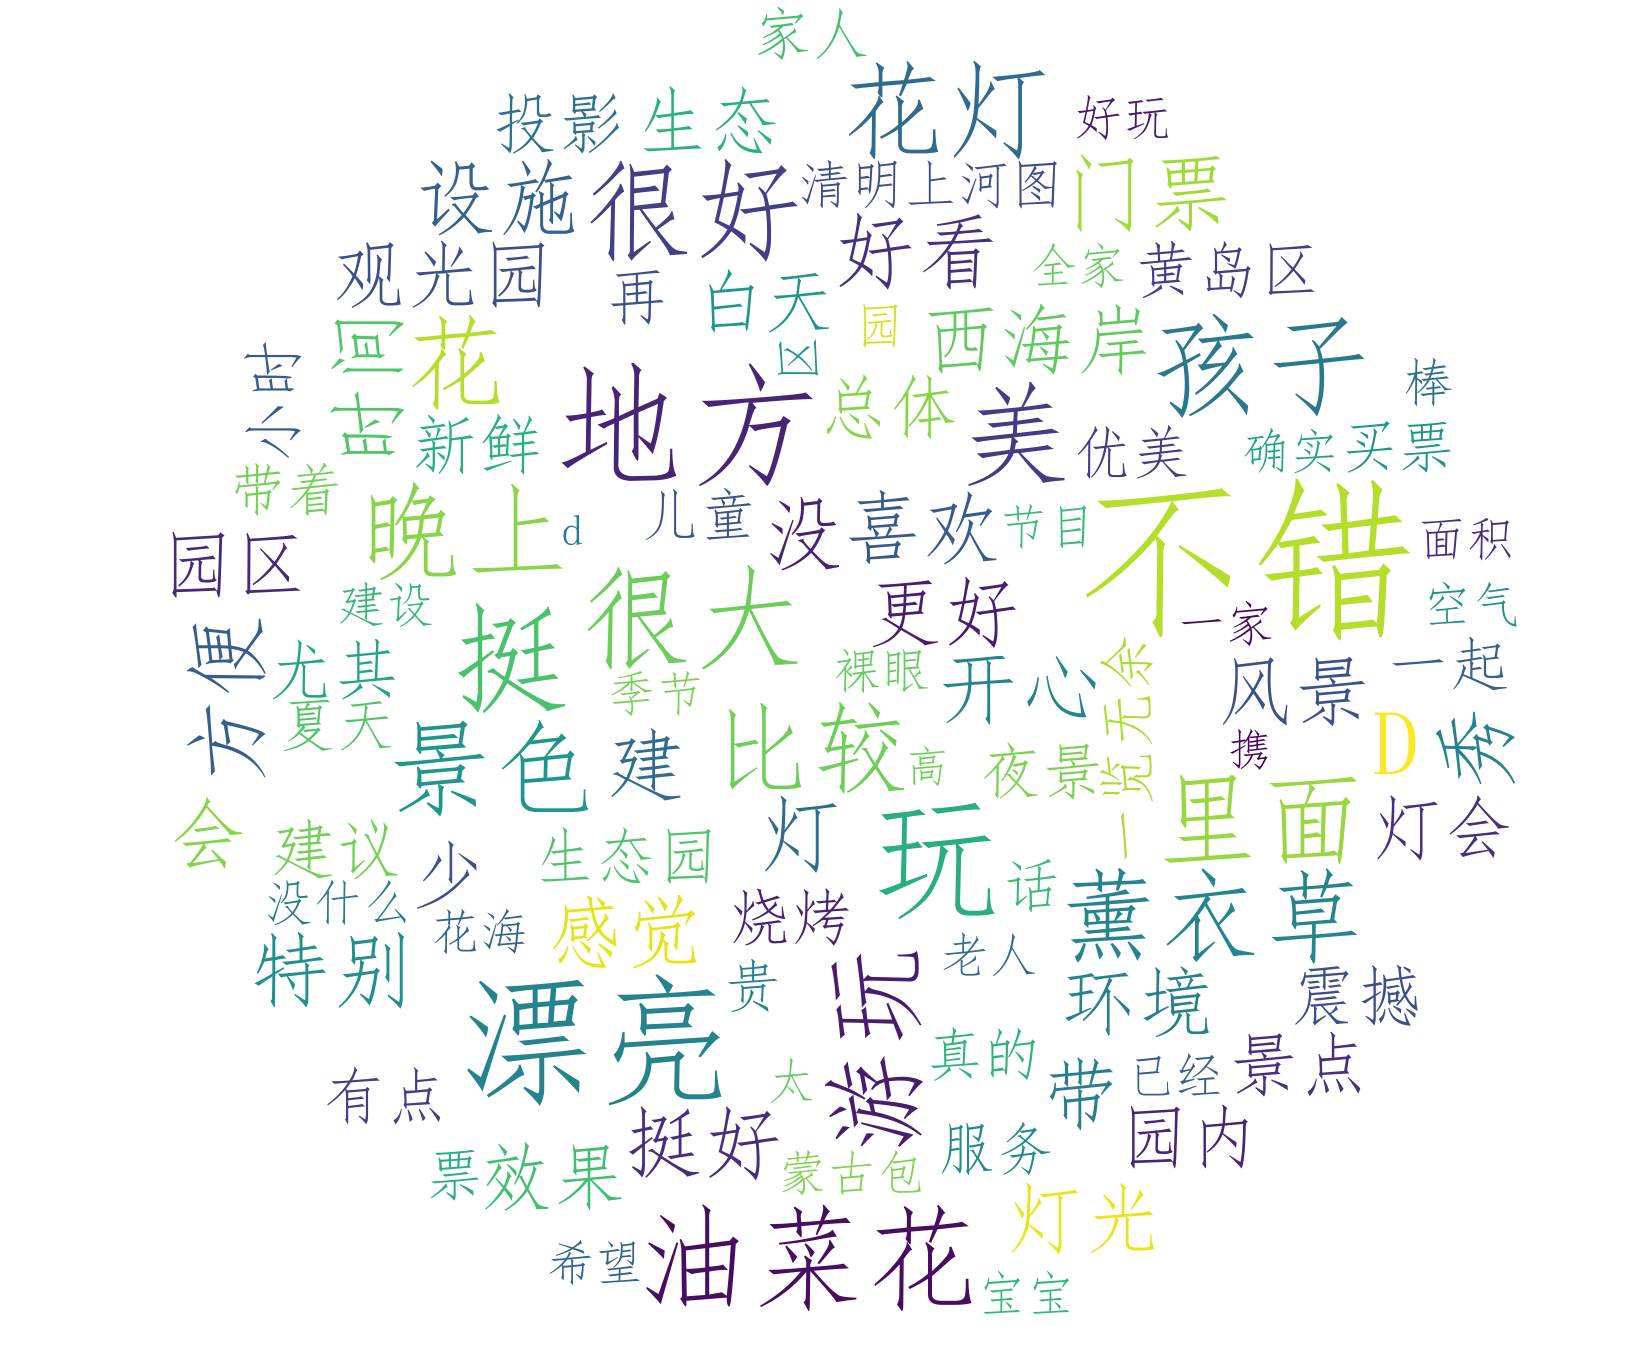 家人
花灯
投影
生态
好玩
设施
很好
清明上河图
门票
好看
观光园
再
白天
全家
黄岛区
园
西海岸
孩子
时间
花
小时
区
地方
总体
美
优美
棒
新鲜
确实
买票
带着
晚上
d
儿童
没
喜欢
节目
不错
面积
园区
建设
很大
更好
一家
空气
挺
方便
尤其
季节
裸眼
开心
一览无余
风景
一起
夏天
景色
建
比较
高
夜景
携
D
秀
会
建议
少
生态园
灯
玩
话
里面
灯会
没什么
花海
感觉
烧烤
薰衣草
特别
漂亮
贵
游玩
老人
环境
震撼
有点
太
真的
带
已经
景点
挺好
园内
票
效果
蒙古包
服务
油菜花
灯光
希望
宝宝